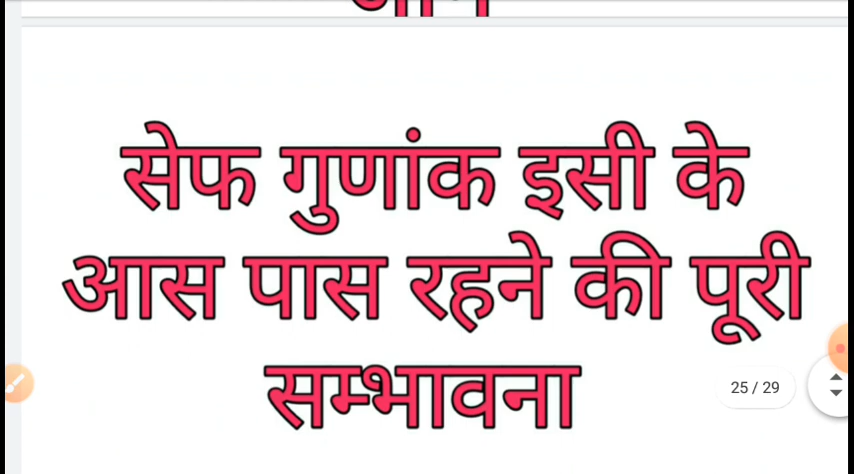 सेफ गुणांक इसी के
आस पास रहने की पूरी
सम्भावना
25 / 29